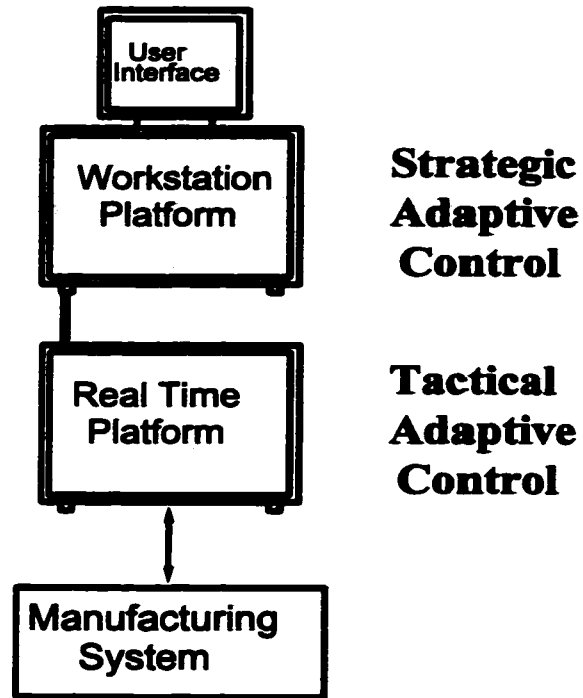 User
Interface
Workstation
Platform
Strategic
Adaptive
Control
Real Time
Platform
Tactical
Adaptive
Control
Manufacturing
System